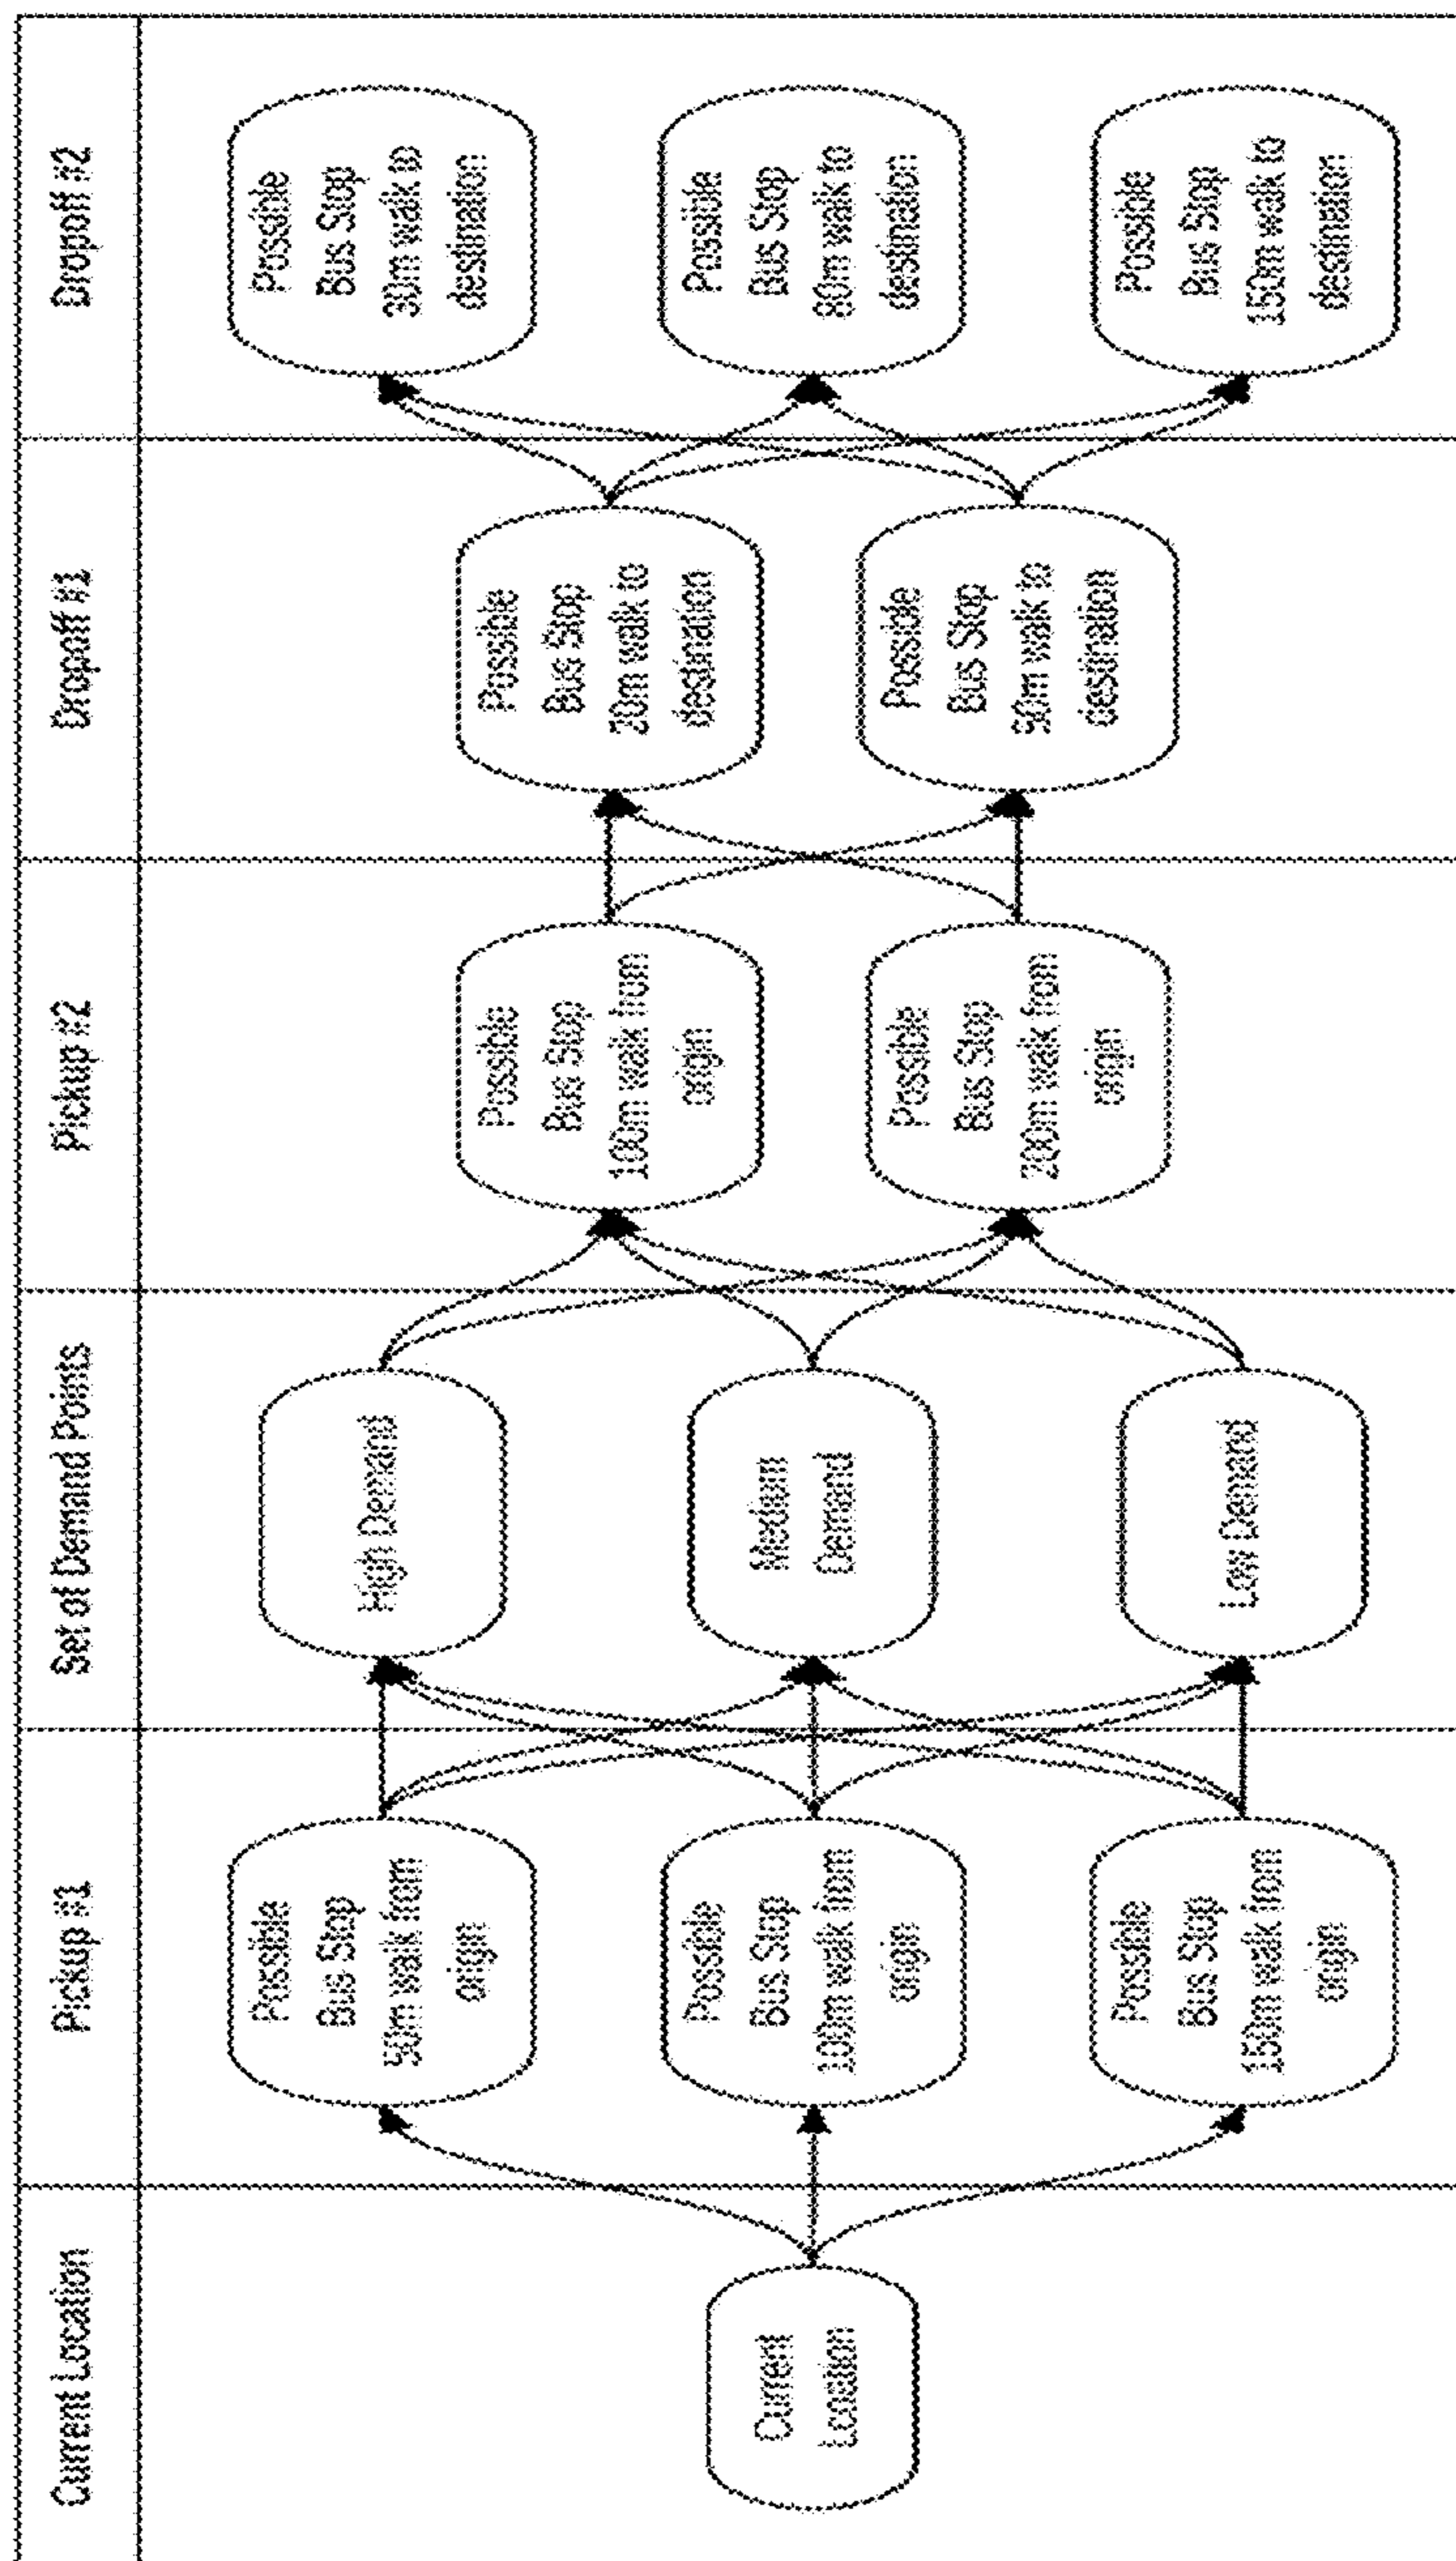 Current Location
Pickup #1
Set of Demand Points
Pickup #2
Dropoff #1
Dropoff #2
Current
Location
Possible
Bus Stop
50m walk from
origin
Possible
Bus Stop
100m walk from
origin
Possible
Bus Stop
150m walk from
origin
High Demand
Medium
Demand
Low Demand
Possible
Bus Stop
100m walk from
origin
Possible
Bus Stop
200m walk from
origin
Possible
Bus Stop
20m walk to
destination
Possible
Bus Stop
50m walk to
destination
Possible
Bus Stop
30m walk to
destination
Possible
Bus Stop
80m walk to
destination
Possible
Bus Stop
150m walk to
destination